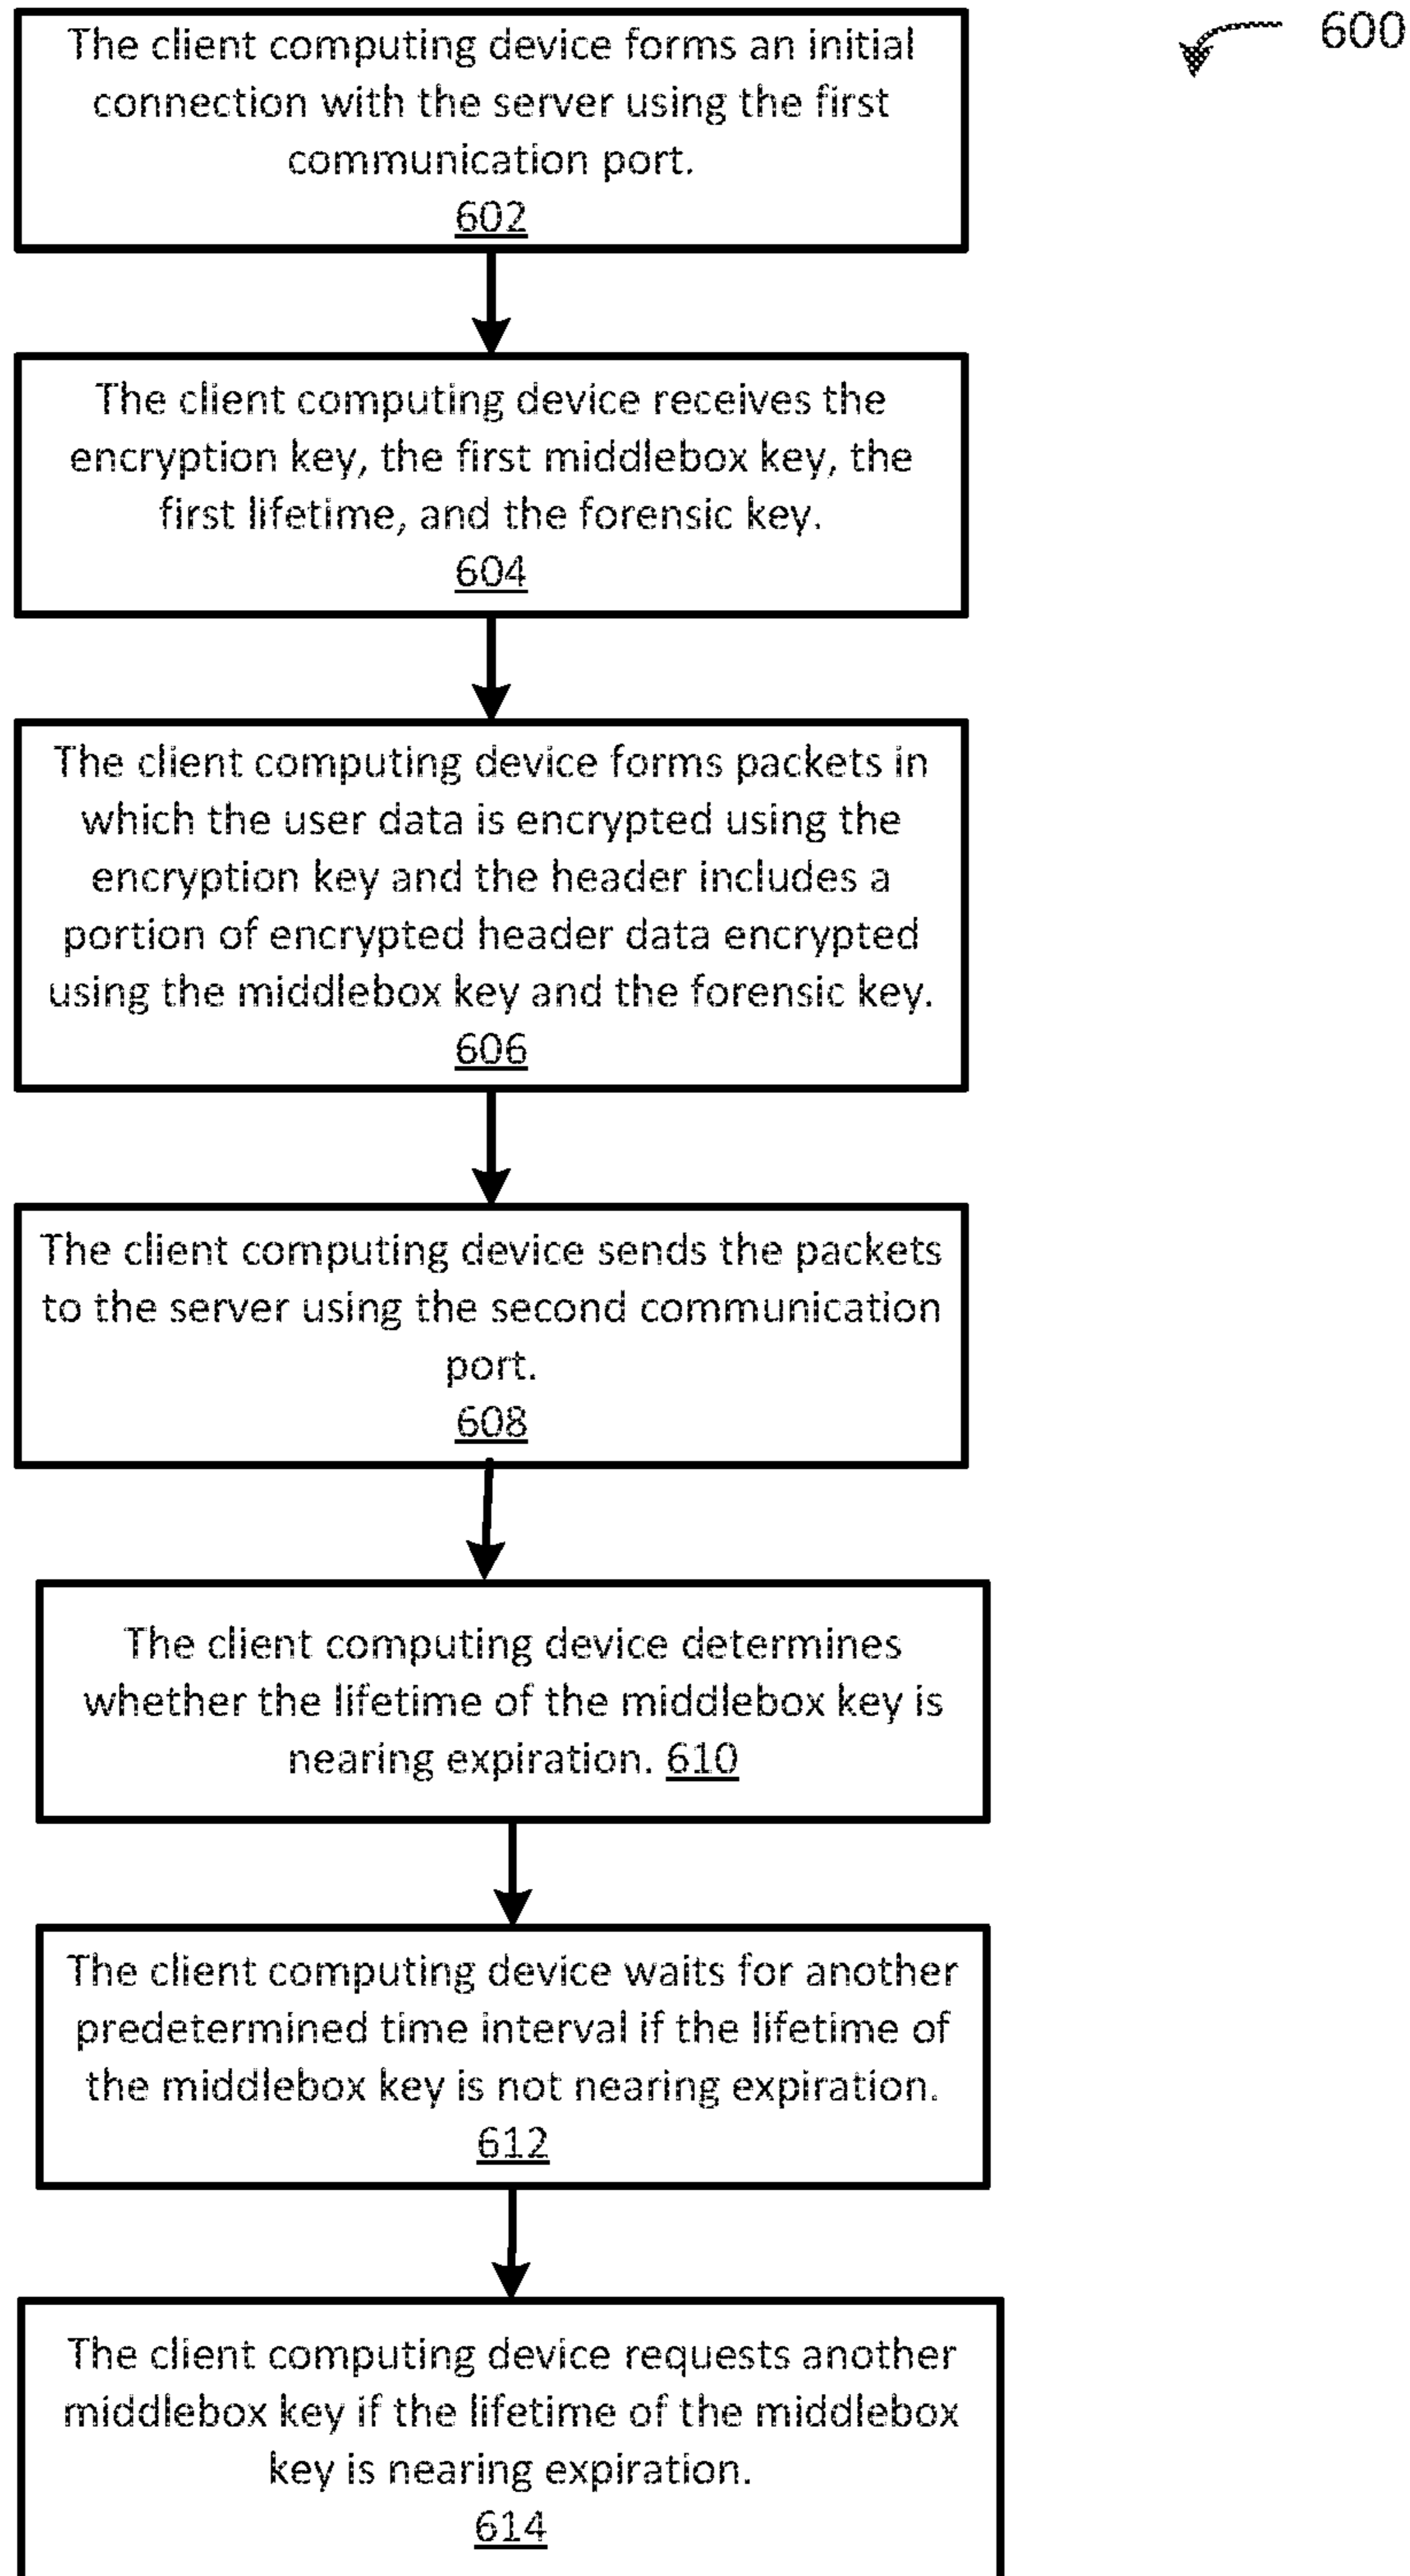 600
The client computing device forms an initial
connection with the server using the first
communication port.
602
The client computing device receives the
encryption key, the first middlebox key, the
first lifetime, and the forensic key.
604
The client computing device forms packets in
which the user data is encrypted using the
encryption key and the header includes a
portion of encrypted header data encrypted
using the middlebox key and the forensic key.
606
The client computing device sends the packets
to the server using the second communication
port.
608
The client computing device determines
whether the lifetime of the middlebox key is
nearing expiration. 610
The client computing device waits for another
predetermined time interval if the lifetime of
the middlebox key is not nearing expiration.
612
The client computing device requests another
middlebox key if the lifetime of the middlebox
key is nearing expiration.
614